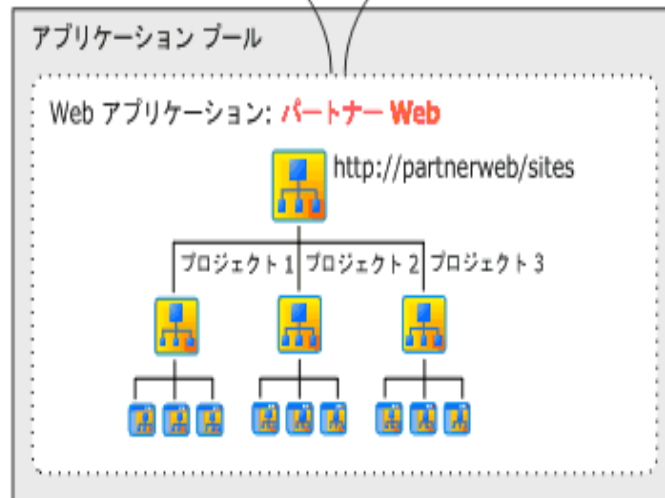 アプリケーション プール
Web アプリケーション: パートナー Web
http://partnerweb/sites
プロジェクト 1 プロジェクト 2 プロジェクト 3